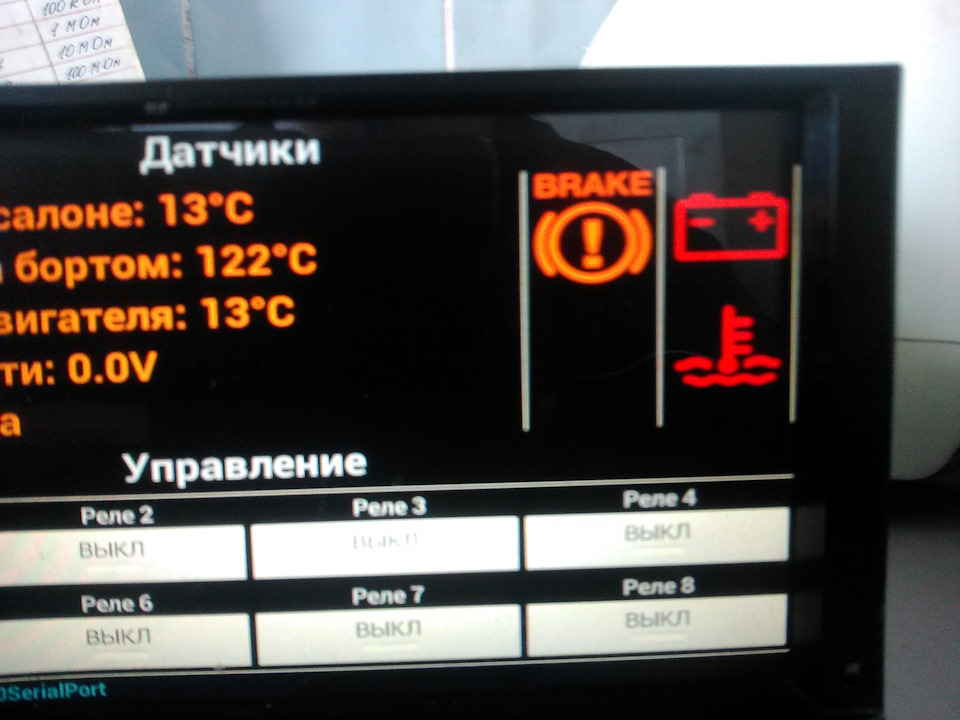 100 КОм
1 МОм
10 МОм
100 МОм
Датчики
салоне: 13°C
бортом: 122°C
вигателя: 13°C
ти: 0.0V
а
BRAKE
!
- +
Управление
Реле 2 Реле 3 Реле 4
ВЫКЛ ВЫКЛ ВЫКЛ
Реле 6 Реле 7 Реле 8
ВЫКЛ ВЫКЛ ВЫКЛ
SerialPort